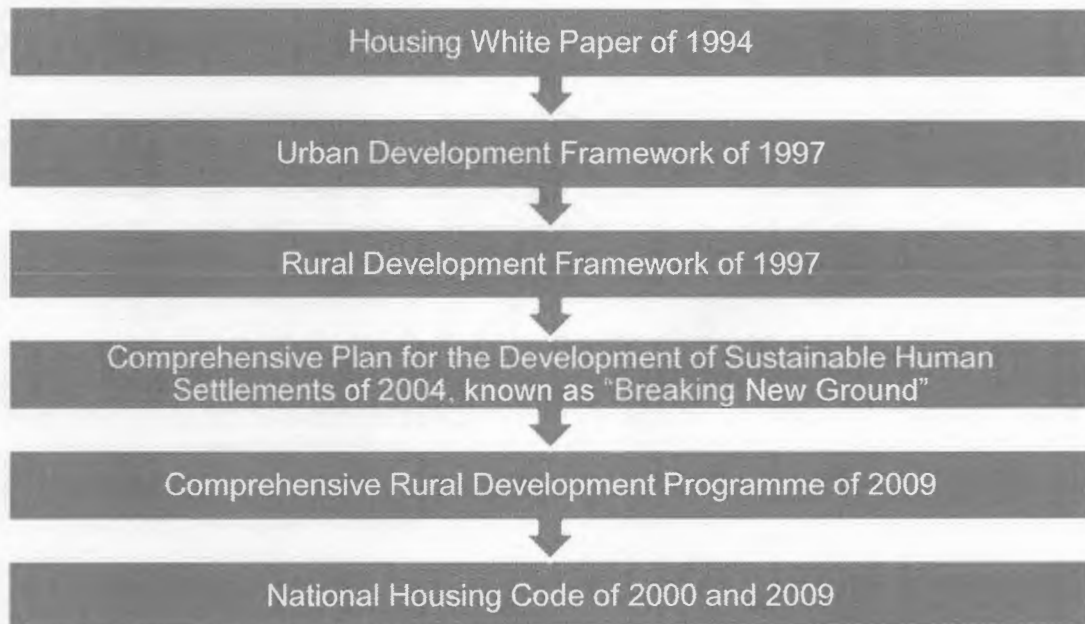 Housing White Paper of 1994
Urban Development Framework of 1997
Rural Development Framework of 1997
Comprehensive Plan for the Development of Sustainable Human
Settlements of 2004, known as “Breaking New Ground”
Comprehensive Rural Development Programme of 2009
National Housing Code of 2000 and 2009